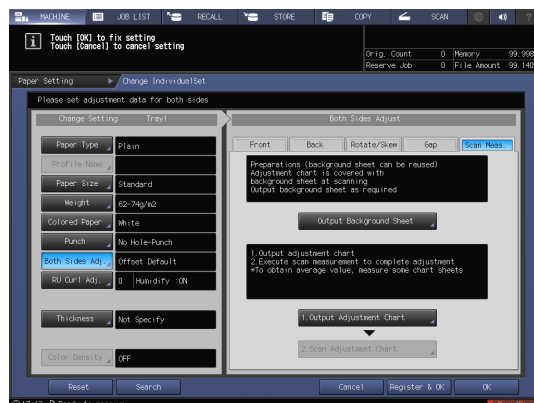 MACHINE JOB LIST RECALL STORE COPY SCAN
Touch [OK] to fix setting
Touch [Cancel] to cancel setting
Orig. Count 0 Memory 99.998
Reserve Job 0 File Amount 99.140
Paper Setting Change IndividualSet
Please set adjustment data for both sides
Change Setting Tray1
Both Sides Adjust
Paper Type Plain
Profile Name
Paper Size Standard
Weight 62-74g/m2
Colored Paper White
Punch No Hole-Punch
Both Sides Adj. Offset Default
RU Curl Adj. 0 Humidify :ON
Thickness Not Specify
Color Density OFF
Front Back Rotate/Skew Gap Scan Meas.
Preparations (background sheet can be reused)
Adjustment chart is covered with
background sheet at scanning
Output background sheet as required
Output Background Sheet
1.Output adjustment chart
2.Execute scan measurement to complete adjustment
*To obtain average value, measure some chart sheets
1.Output Adjustment Chart
2.Scan Adjustment Chart
Reset Search Cancel Register & OK OK